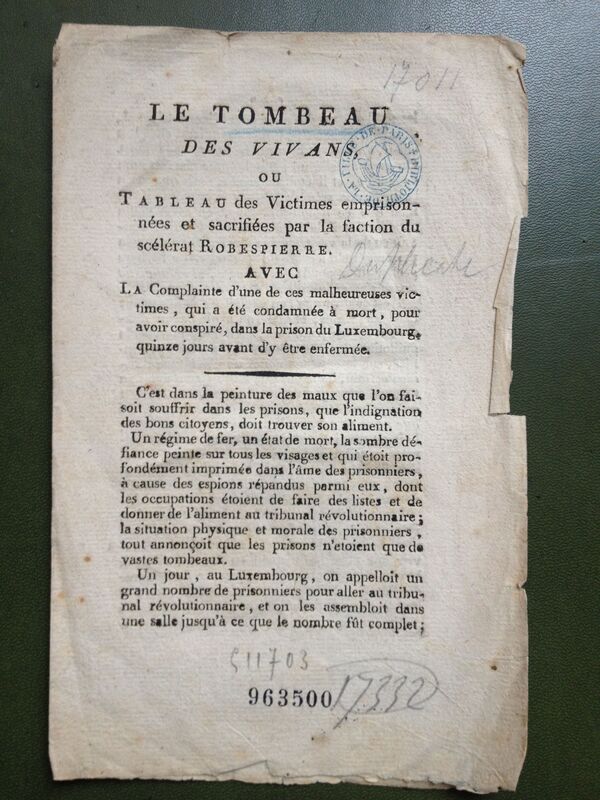 17011
LE TOMBEAU
DES VIVANS,
OU
TABLEAU des Victimes emprison-
nées et sacrifiées par la faction du
scélérat ROBESPIERRE.
AVEC
LA Complainte d'une de ces malheureuses vic-
times, qui a été condamnée à mort, pour
avoir conspiré, dans la prison du Luxembourg,
quinze jours avant d'y être enfermée.
C'est dans la peinture des maux que l'on fai-
soit souffrir dans les prisons, que l'indignation
des bons citoyens, doit trouver son aliment.
Un régime de fer, un état de mort, la sombre dé-
fiance peinte sur tous les visages et qui étoit pro-
fondément imprimée dans l'âme des prisonniers,
à cause des espions répandus parmi eux, dont
les occupations étoient de faire des listes et de
donner de l'aliment au tribunal révolutionnaire;
la situation physique et morale des prisonniers,
tout annonçoit que les prisons n'etoient que de
vastes tombeaux.
Un jour, au Luxembourg, on appelloit un
grand nombre de prisonniers pour aller au tribu-
nal révolutionnaire, et on les assembloit dans
une salle jusqu'à ce que le nombre fût complet;
511703
963500
17332